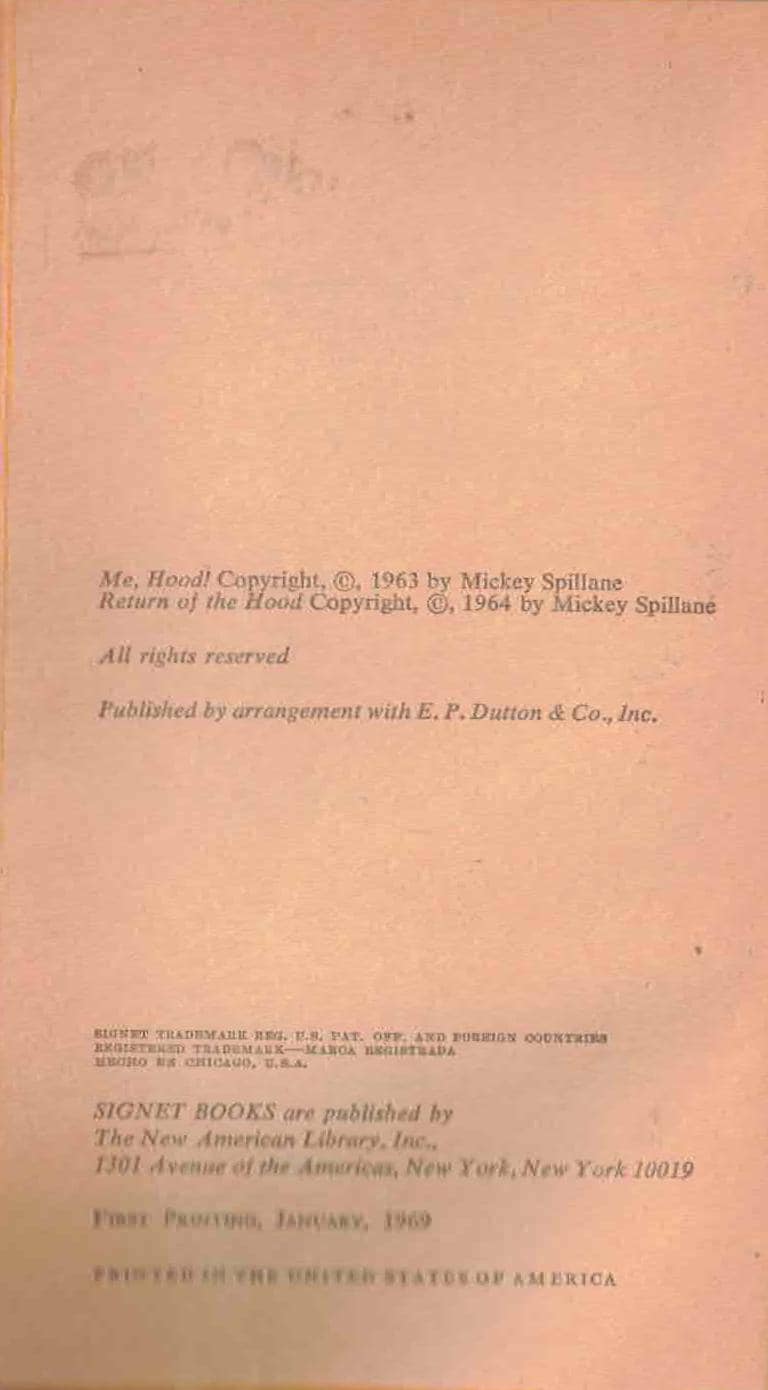 Me, Hood! Copyright, ©, 1963 by Mickey Spillane
Return of the Hood Copyright, ©, 1964 by Mickey Spillane
All rights reserved
Published by arrangement with E. P. Dutton & Co., Inc.
SIGNET TRADEMARK REG. U.S. PAT. OFF. AND FOREIGN COUNTRIES
REGISTERED TRADEMARK—MARCA REGISTRADA
HECHO EN CHICAGO, U.S.A.
SIGNET BOOKS are published by
The New American Library, Inc.,
1301 Avenue of the Americas, New York, New York 10019
FIRST PRINTING, JANUARY, 1969
PRINTED IN THE UNITED STATES OF AMERICA